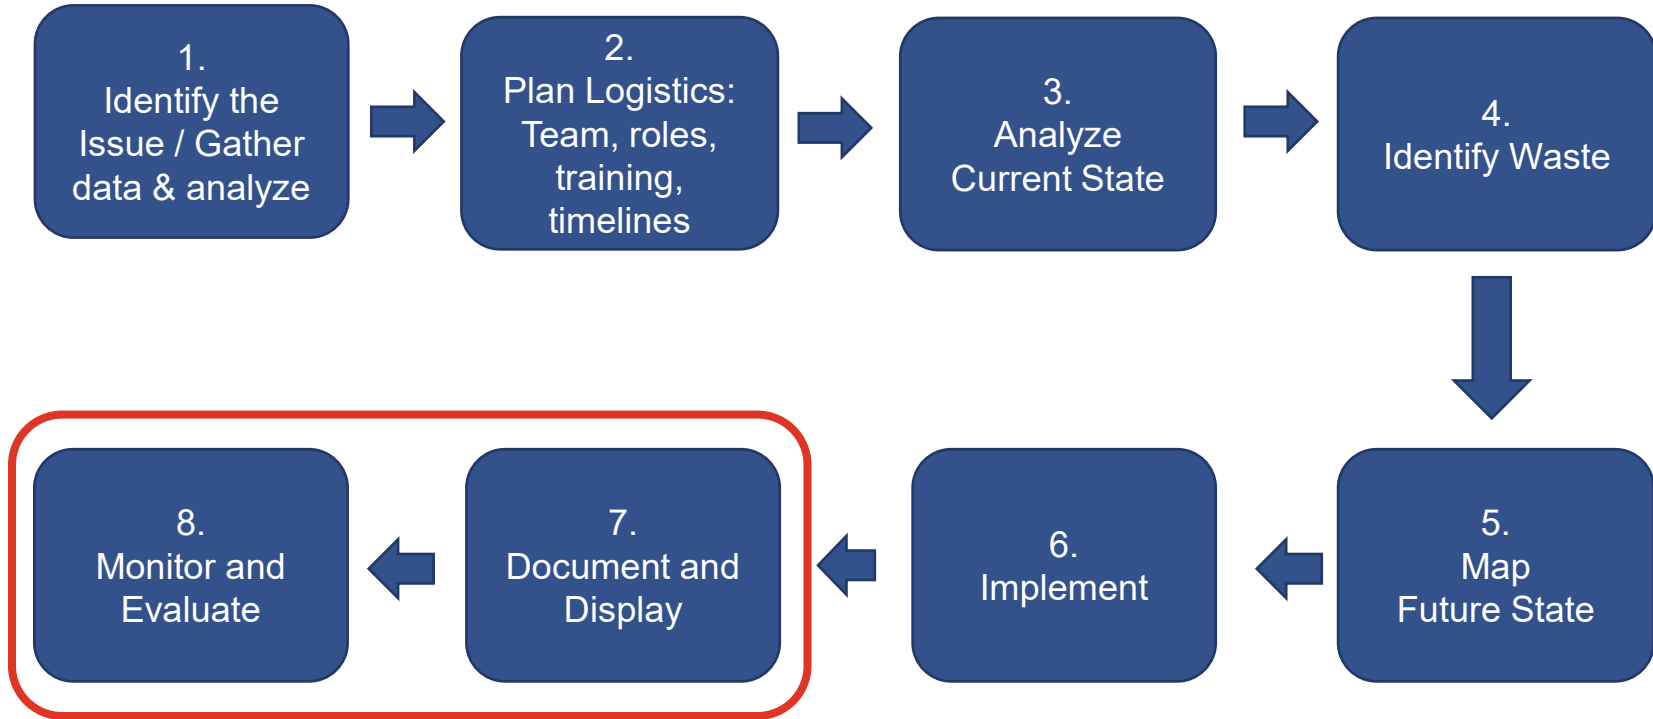 1.
Identify the
Issue / Gather
data & analyze
2.
Plan Logistics:
Team, roles,
training,
timelines
3.
Analyze
Current State
4.
Identify Waste
5.
Map
Future State
6.
Implement
7.
Document and
Display
8.
Monitor and
Evaluate